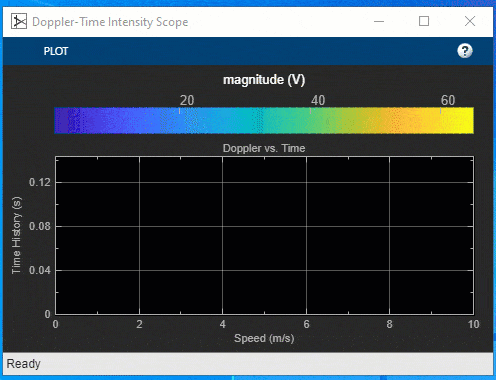 Doppler-Time Intensity Scope
PLOT
?
magnitude (V)
20 40 60
Doppler vs. Time
0.12
0.08
0.04
0
Time History (s)
0 2 4 6 8 10
Speed (m/s)
Ready